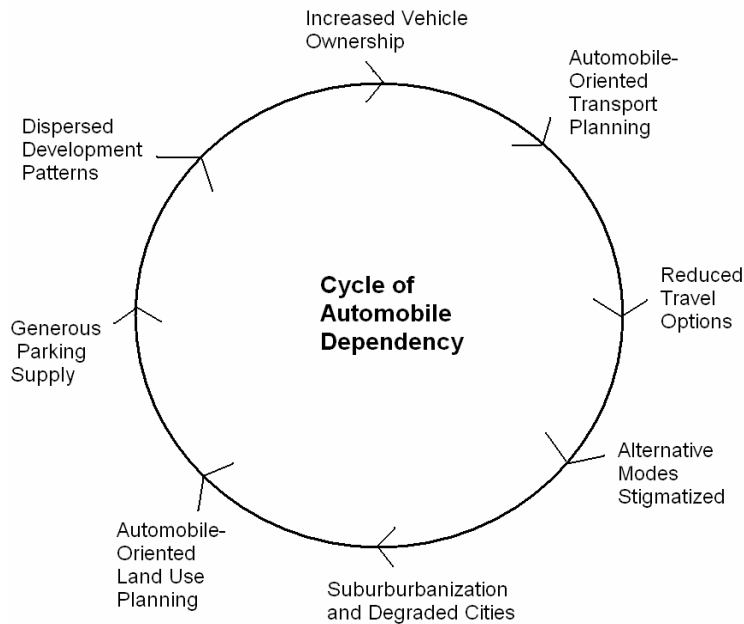 Increased Vehicle
Ownership
Automobile-
Oriented
Transport
Planning
Reduced
Travel
Options
Alternative
Modes
Stigmatized
Suburburbanization
and Degraded Cities
Automobile-
Oriented
Land Use
Planning
Generous
Parking
Supply
Dispersed
Development
Patterns
Cycle of
Automobile
Dependency